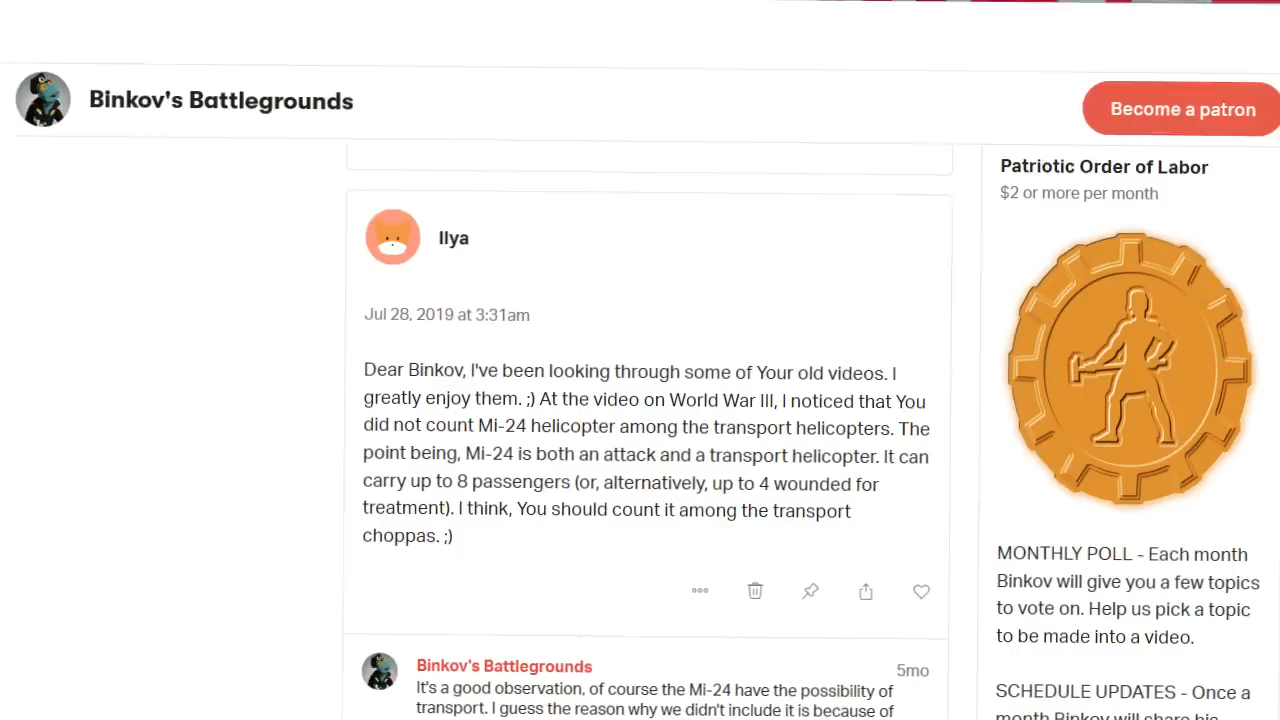 Binkov's Battlegrounds
Become a patron
Ilya
Jul 28, 2019 at 3:31am
Dear Binkov, I've been looking through some of Your old videos. I
greatly enjoy them. ;) At the video on World War III, I noticed that You
did not count Mi-24 helicopter among the transport helicopters. The
point being, Mi-24 is both an attack and a transport helicopter. It can
carry up to 8 passengers (or, alternatively, up to 4 wounded for
treatment). I think, You should count it among the transport
choppas. ;)
Binkov's Battlegrounds
5mo
It's a good observation, of course the Mi-24 have the possibility of
transport. I guess the reason why we didn't include it is because of
Patriotic Order of Labor
$2 or more per month
MONTHLY POLL - Each month
Binkov will give you a few topics
to vote on. Help us pick a topic
to be made into a video.
SCHEDULE UPDATES - Once a
month Binkov will share his